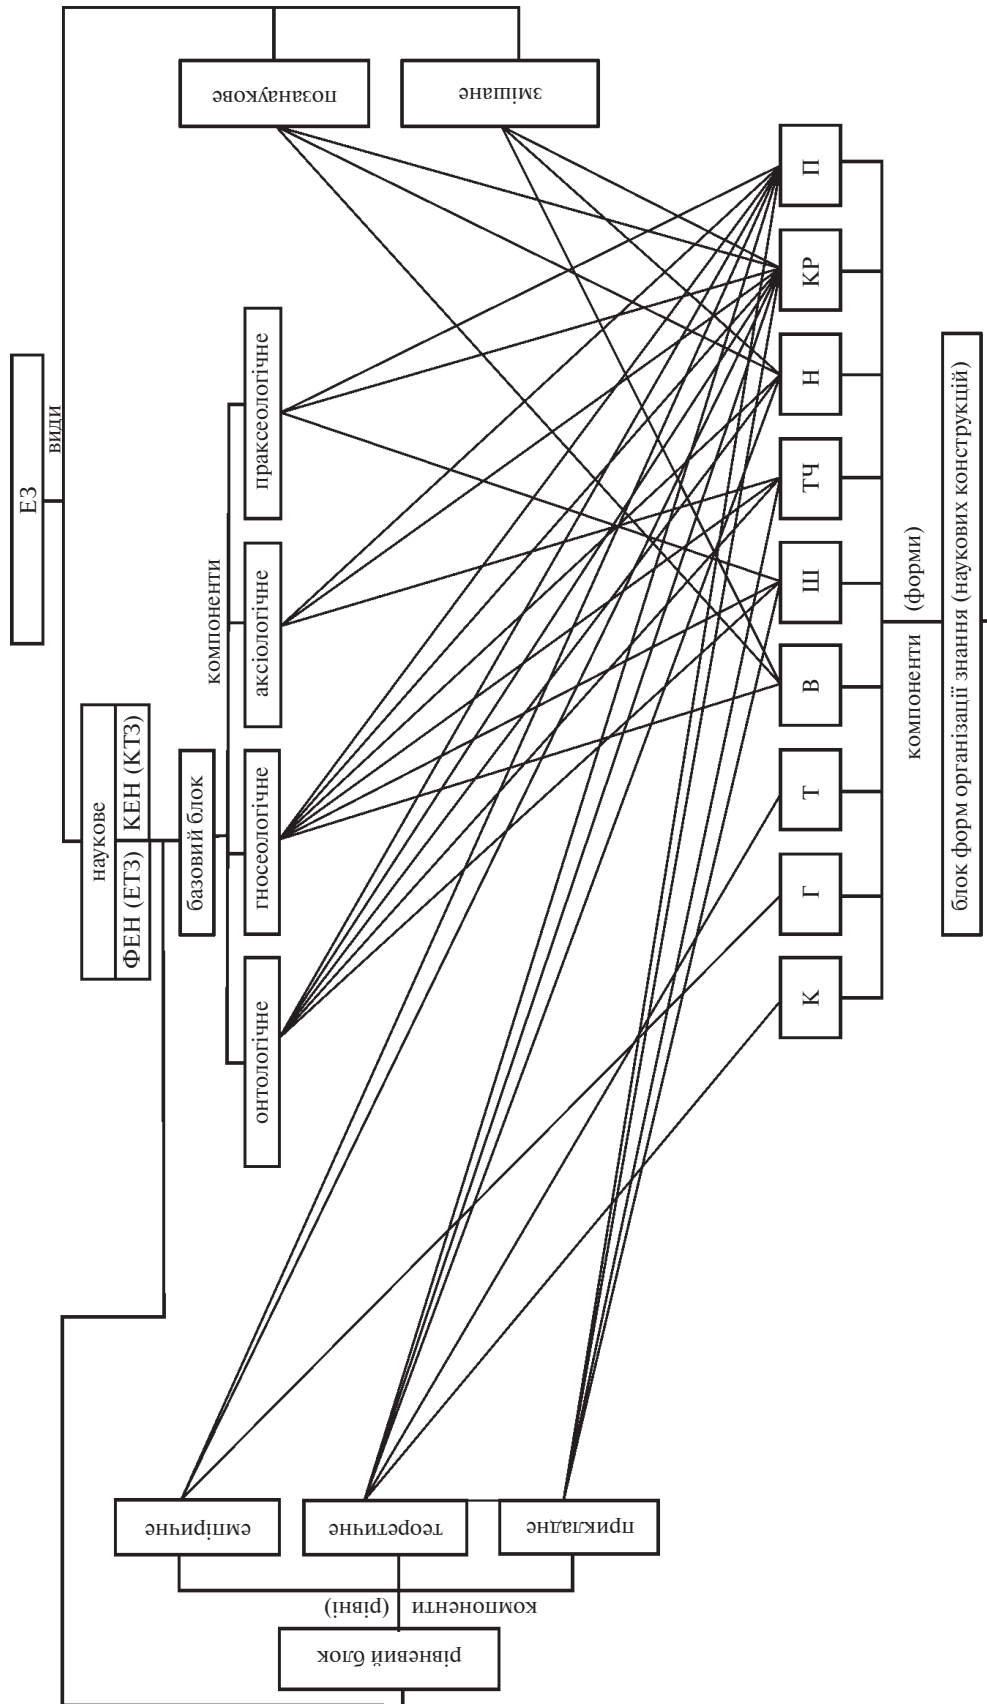 ЕЗ
види
наукове
ФЕН (ЕТЗ) КЕН (КТЗ)
позанаукове
змішане
базовий блок
компоненти
онтологічне
гносеологічне
аксіологічне
праксеологічне
рівневий блок
компоненти (рівні)
емпіричне
теоретичне
прикладне
К
Г
Т
В
Ш
ТЧ
Н
КР
П
компоненти (форми)
блок форм організації знання (наукових конструкцій)